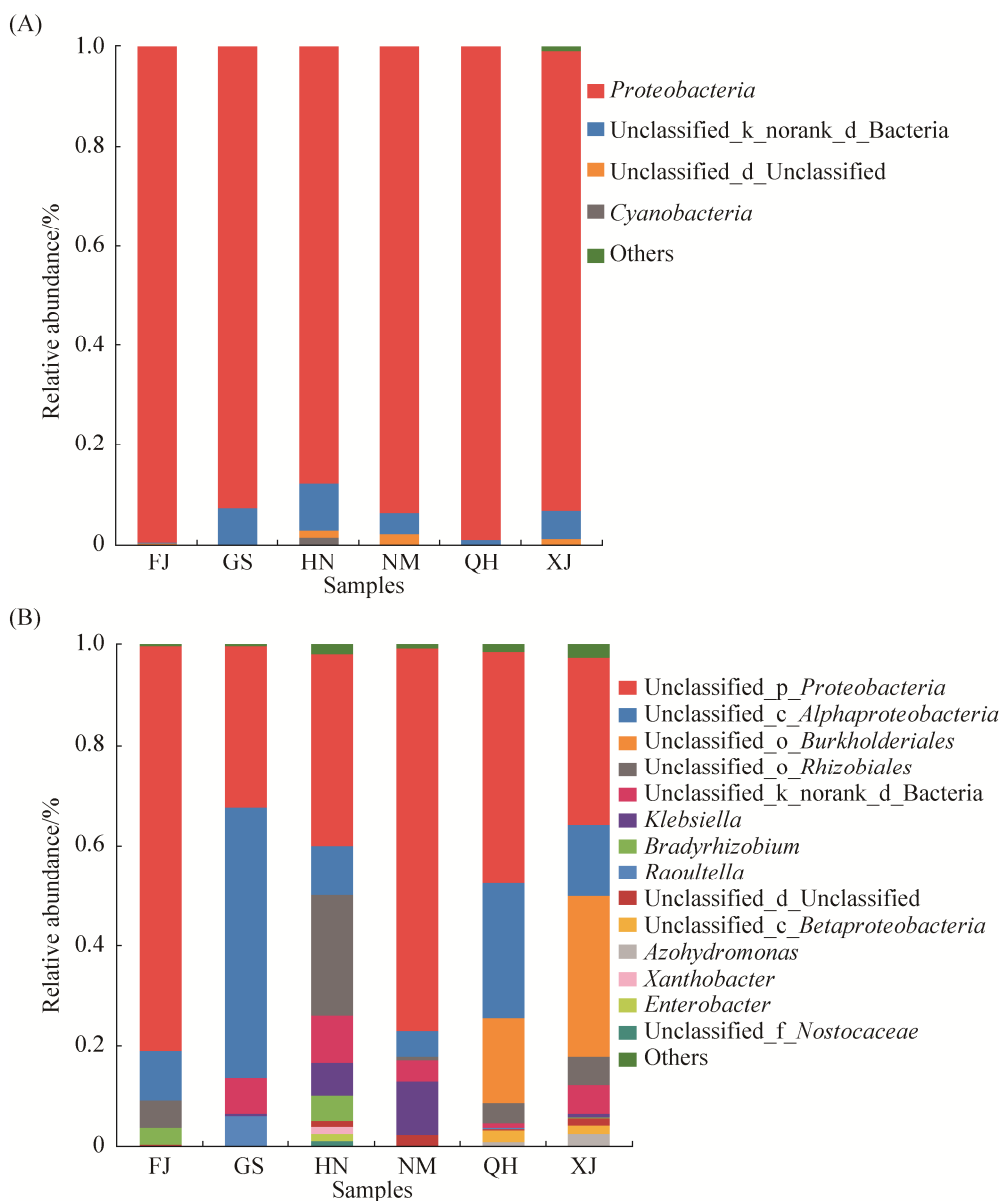 (A)
1.0
0.8
0.6
0.4
0.2
0
Relative abundance/%
FJ GS HN NM QH XJ
Samples
Proteobacteria
Unclassified_k_norank_d_Bacteria
Unclassified_d_Unclassified
Cyanobacteria
Others
(B)
1.0
0.8
0.6
0.4
0.2
0
Relative abundance/%
FJ GS HN NM QH XJ
Samples
Unclassified_p_Proteobacteria
Unclassified_c_Alphaproteobacteria
Unclassified_o_Burkholderiales
Unclassified_o_Rhizobiales
Unclassified_k_norank_d_Bacteria
Klebsiella
Bradyrhizobium
Raoultella
Unclassified_d_Unclassified
Unclassified_c_Betaproteobacteria
Azohydromonas
Xanthobacter
Enterobacter
Unclassified_f_Nostocaceae
Others